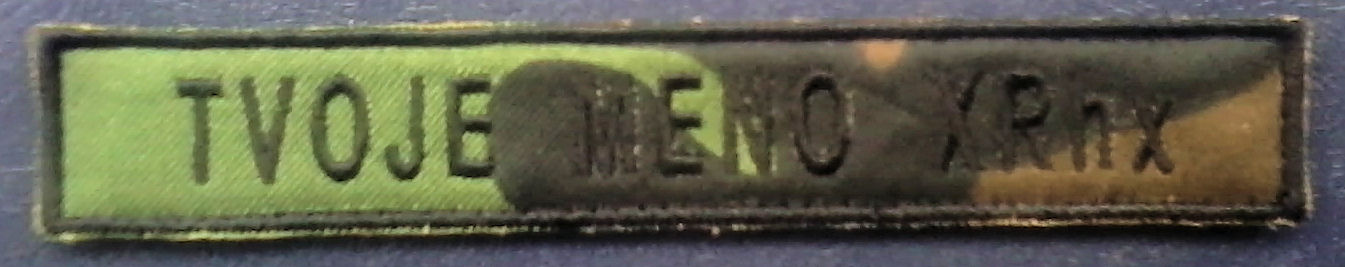 TVOJE MENO XRnx